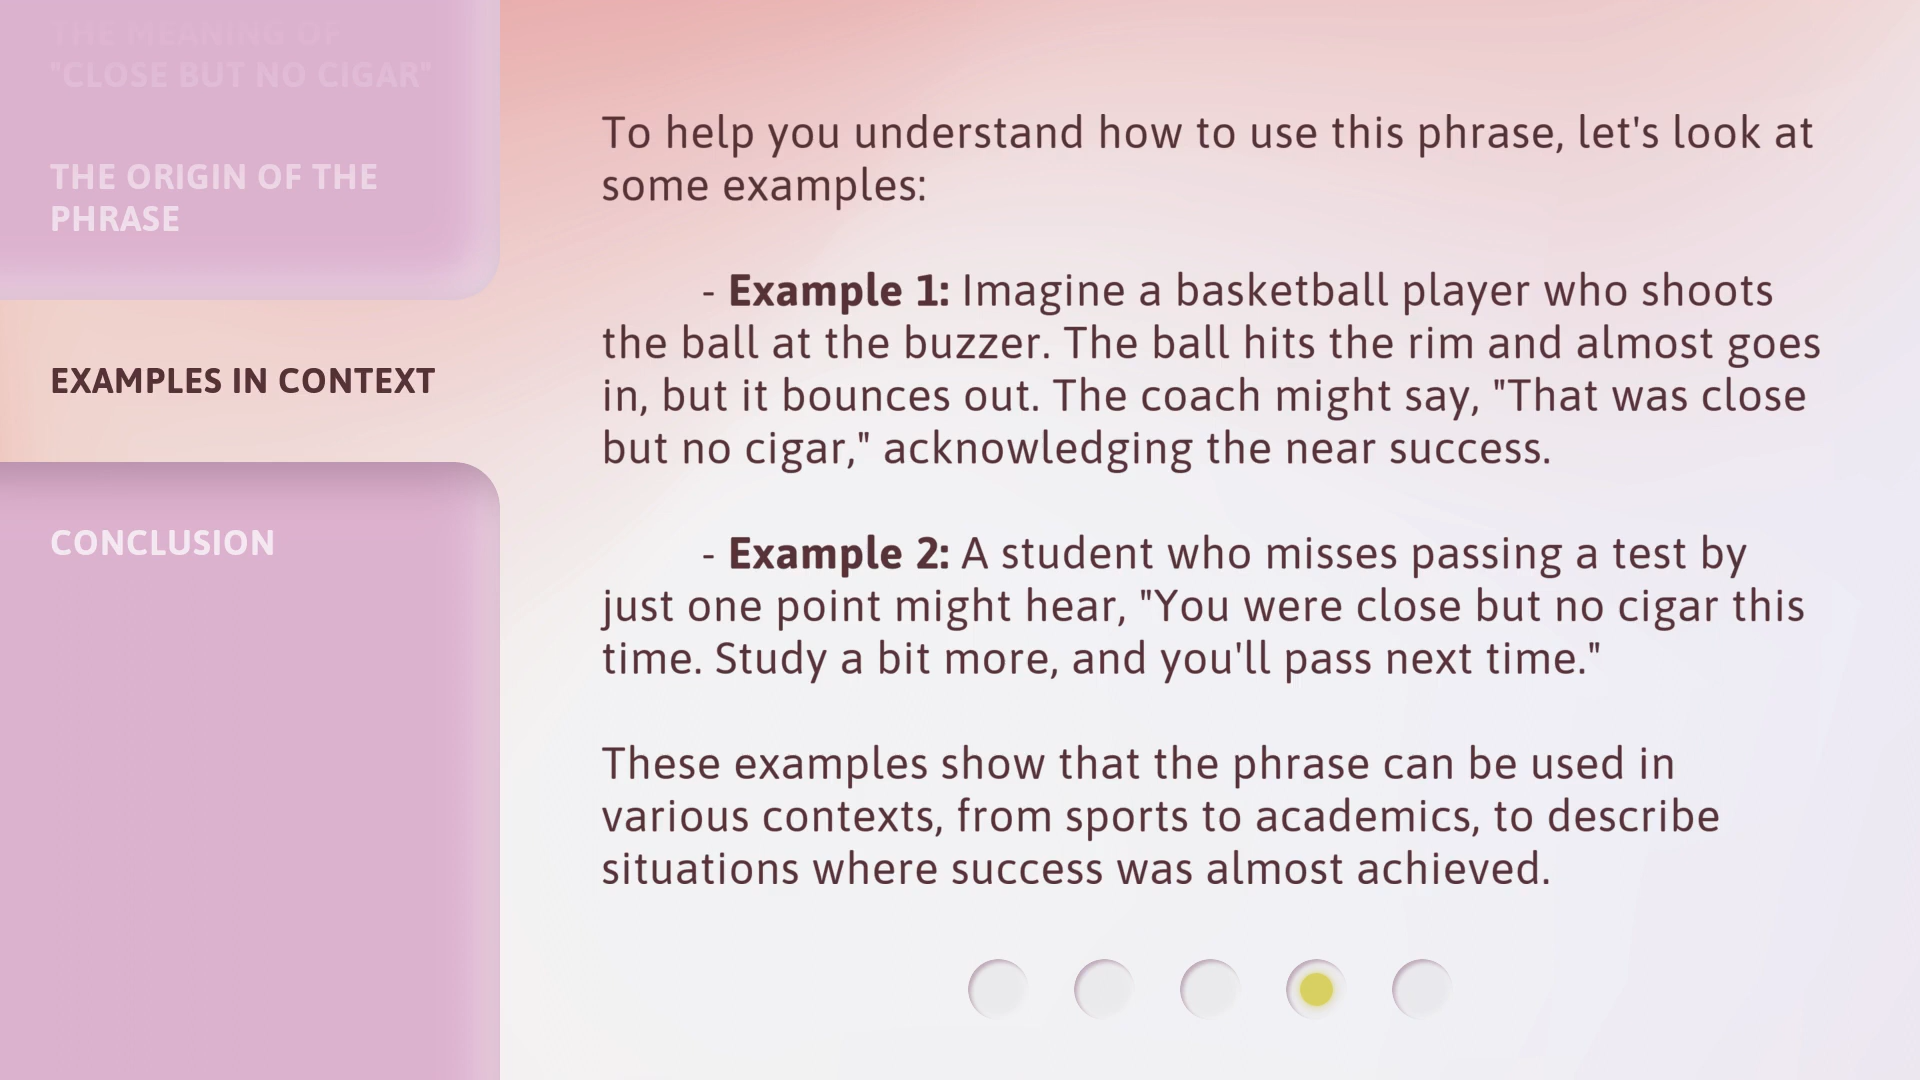 THE MEANING OF
"CLOSE BUT NO CIGAR"
THE ORIGIN OF THE
PHRASE
EXAMPLES IN CONTEXT
CONCLUSION
To help you understand how to use this phrase, let's look at
some examples:
- Example 1: Imagine a basketball player who shoots
the ball at the buzzer. The ball hits the rim and almost goes
in, but it bounces out. The coach might say, "That was close
but no cigar," acknowledging the near success.
- Example 2: A student who misses passing a test by
just one point might hear, "You were close but no cigar this
time. Study a bit more, and you'll pass next time."
These examples show that the phrase can be used in
various contexts, from sports to academics, to describe
situations where success was almost achieved.